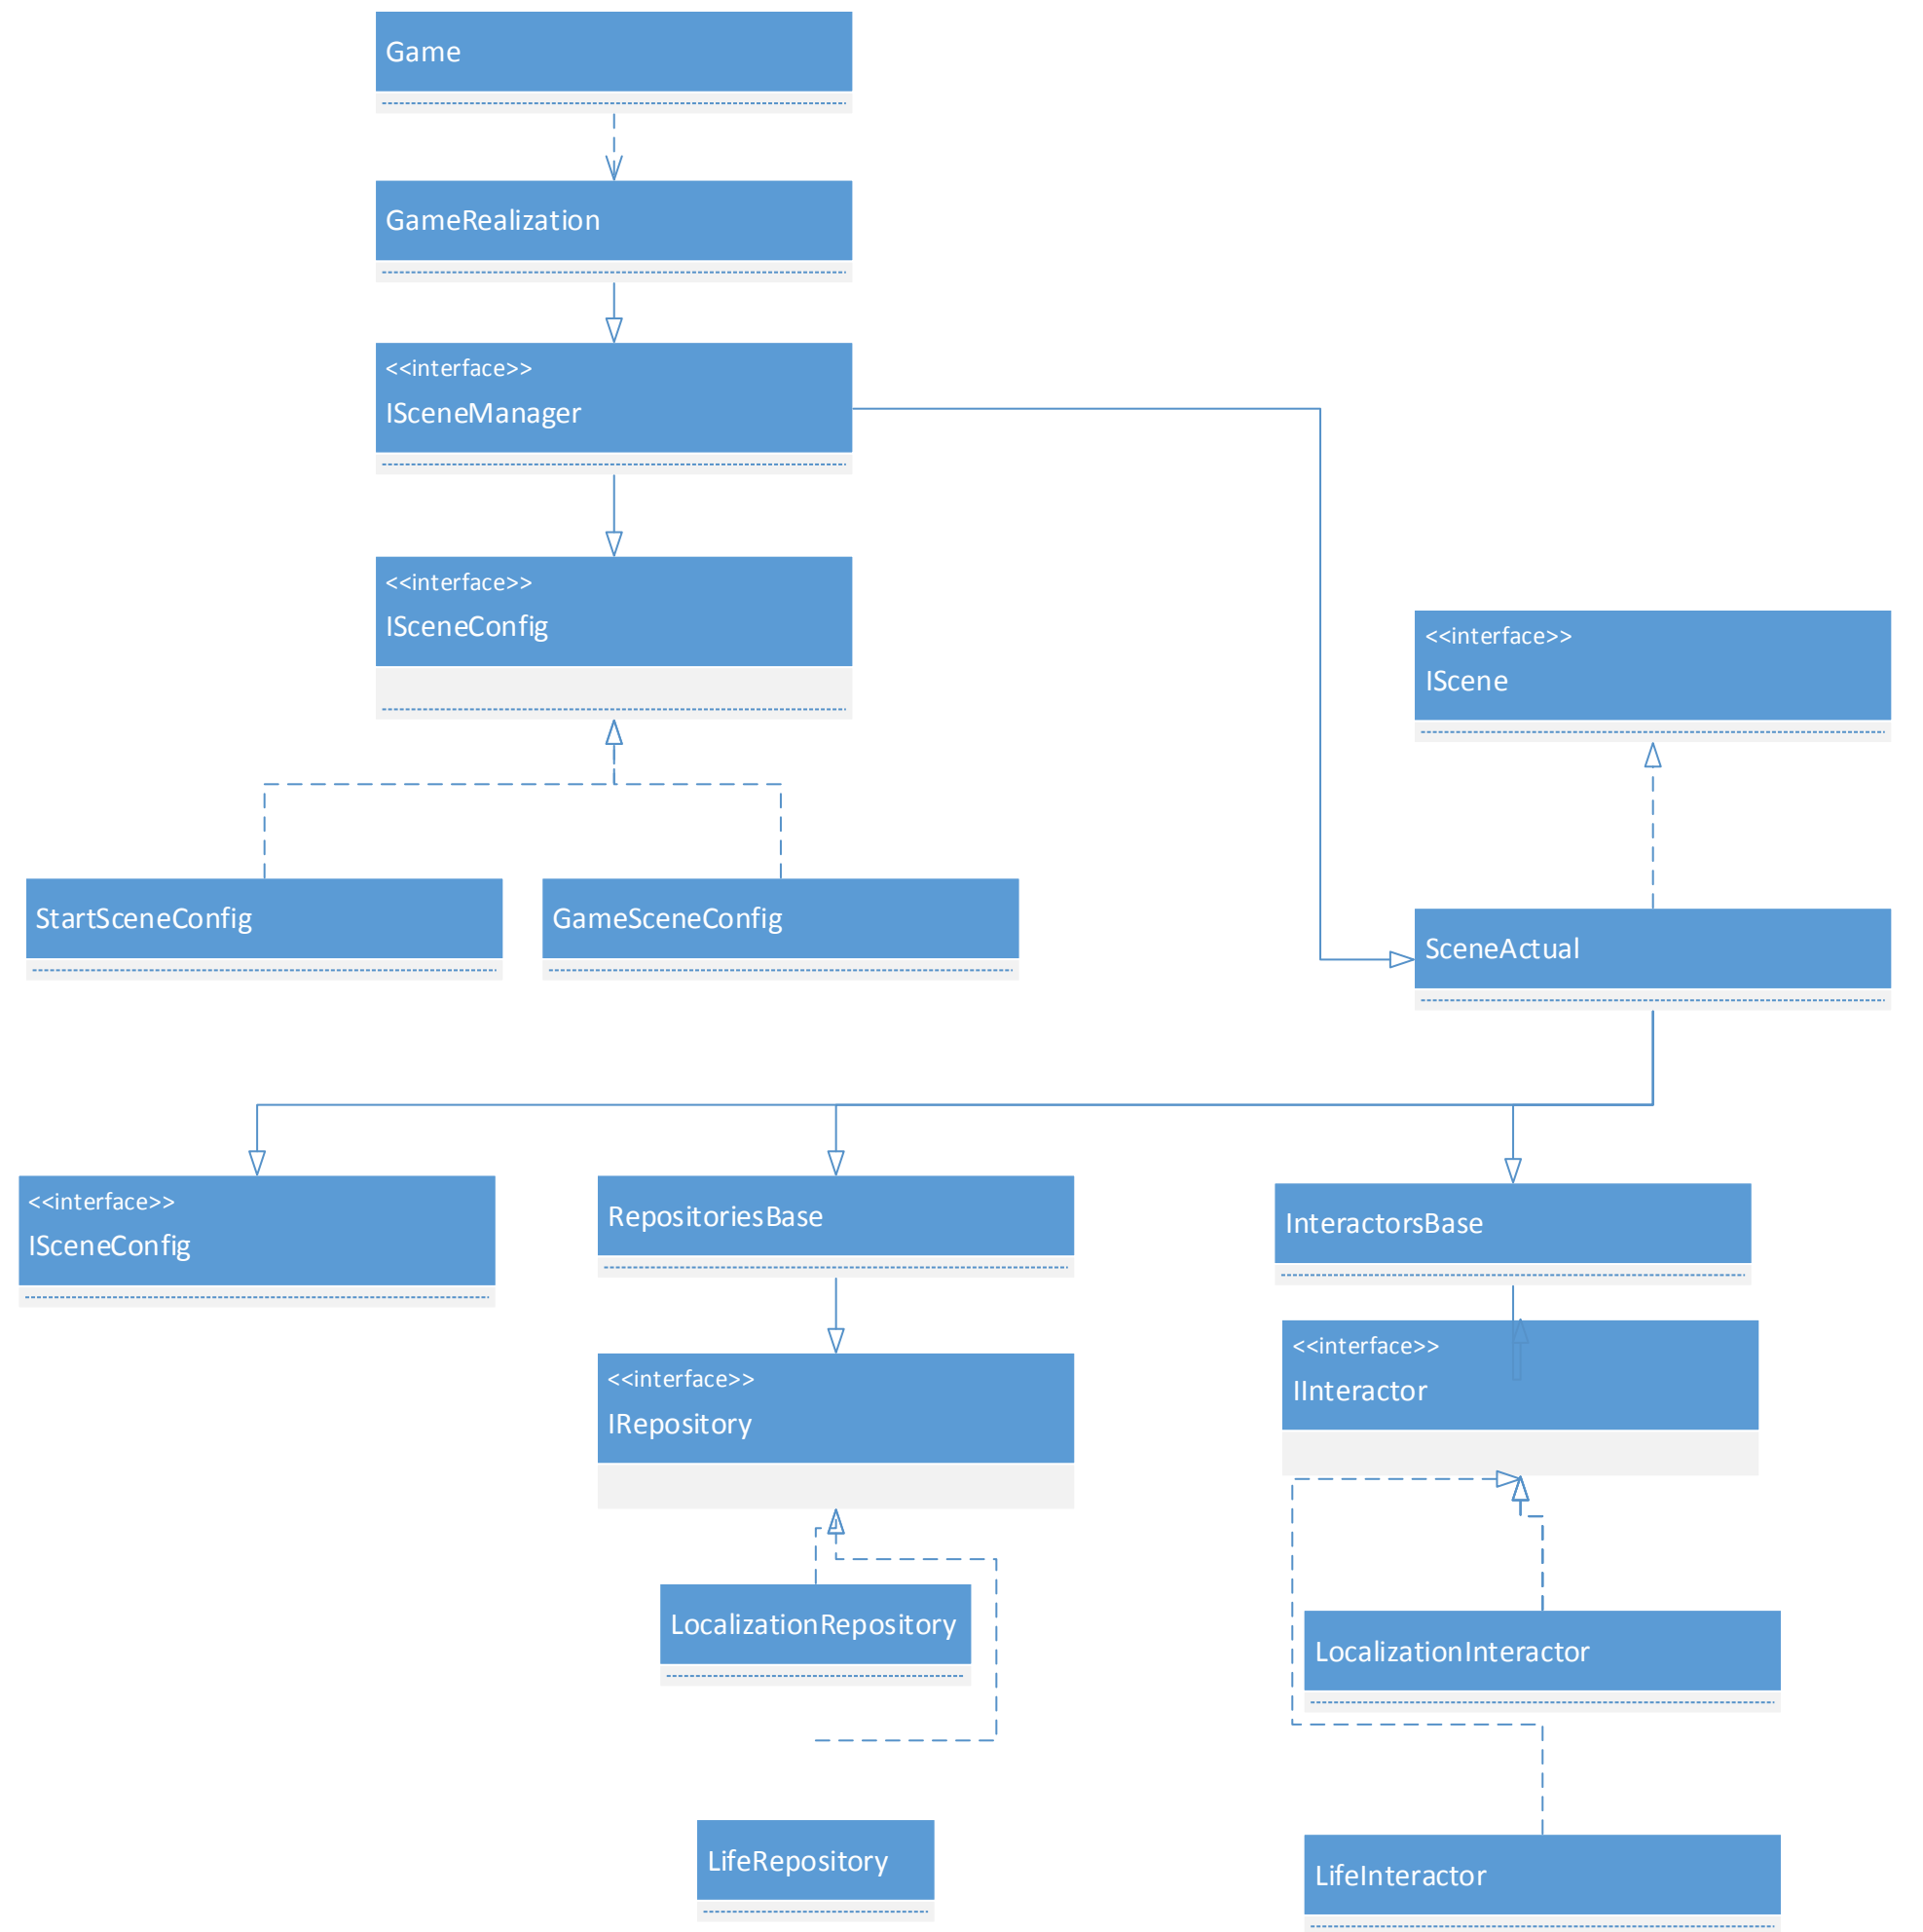 Game
GameRealization
<<interface>>
ISceneManager
<<interface>>
ISceneConfig
<<interface>>
IScene
StartSceneConfig
GameSceneConfig
SceneActual
<<interface>>
ISceneConfig
RepositoriesBase
InteractorsBase
<<interface>>
IRepository
<<interface>>
IInteractor
LocalizationRepository
LocalizationInteractor
LifeRepository
LifeInteractor